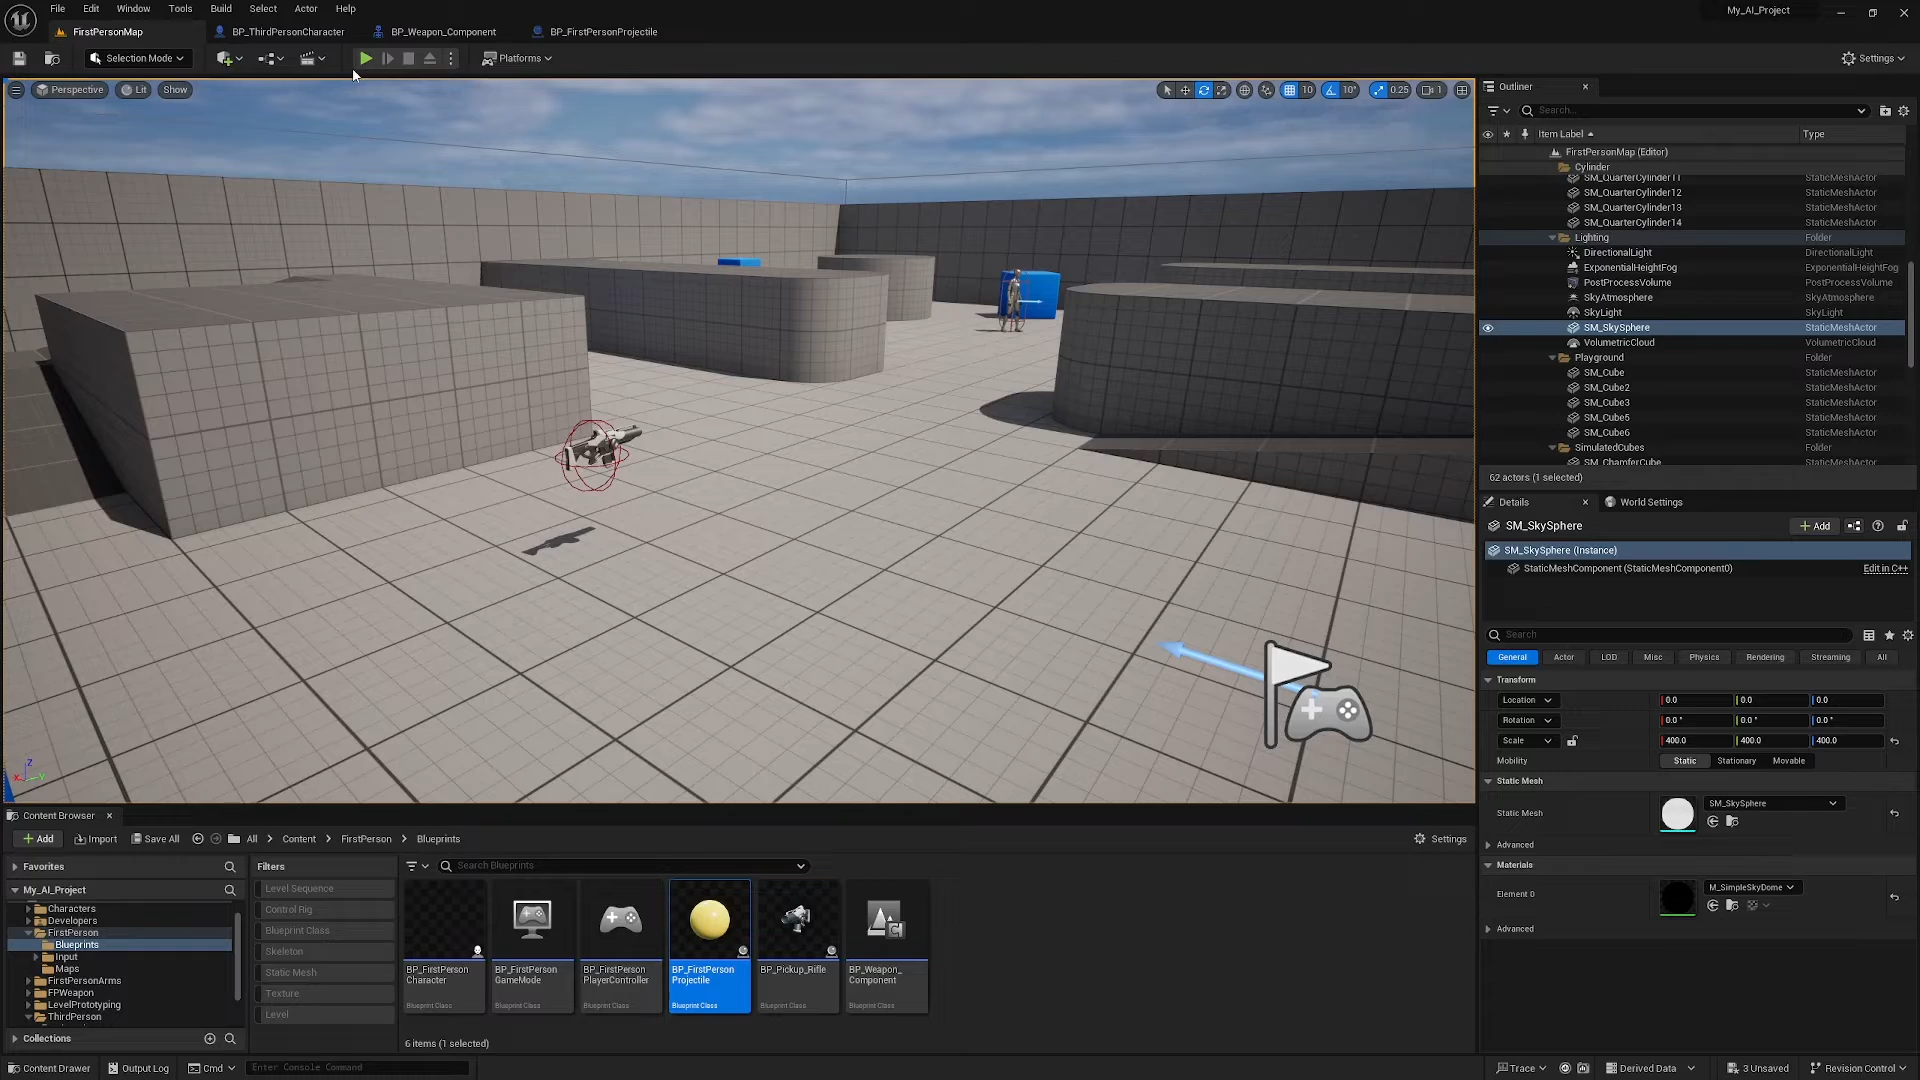 File Edit Window Tools Build Select Actor Help
My_AI_Project
FirstPersonMap BP_ThirdPersonCharacter BP_Weapon_Component BP_FirstPersonProjectile
Selection Mode Platforms Settings
Perspective Lit Show 10 10° 0.25 1
Outliner
Search...
Item Label Type
FirstPersonMap (Editor)
Cylinder
SM_QuarterCylinder11 StaticMeshActor
SM_QuarterCylinder12 StaticMeshActor
SM_QuarterCylinder13 StaticMeshActor
SM_QuarterCylinder14 StaticMeshActor
Lighting Folder
DirectionalLight DirectionalLight
ExponentialHeightFog ExponentialHeightFog
PostProcessVolume PostProcessVolume
SkyAtmosphere SkyAtmosphere
SkyLight SkyLight
SM_SkySphere StaticMeshActor
VolumetricCloud VolumetricCloud
Playground Folder
SM_Cube StaticMeshActor
SM_Cube2 StaticMeshActor
SM_Cube3 StaticMeshActor
SM_Cube5 StaticMeshActor
SM_Cube6 StaticMeshActor
SimulatedCubes Folder
SM_ChamferCube StaticMeshActor
62 actors (1 selected)
Details World Settings
SM_SkySphere Add
SM_SkySphere (Instance)
StaticMeshComponent (StaticMeshComponent0) Edit in C++
Search
General Actor LOD Misc Physics Rendering Streaming All
Transform
Location 0.0 0.0 0.0
Rotation 0.0 ° 0.0 ° 0.0 °
Scale 400.0 400.0 400.0
Mobility Static Stationary Movable
Static Mesh
Static Mesh SM_SkySphere
Advanced
Materials
Element 0 M_SimpleSkyDome
Advanced
Z
X Y
Content Browser
Add Import Save All All Content FirstPerson Blueprints Settings
Favorites
My_AI_Project
Characters
Developers
FirstPerson
Blueprints
Input
Maps
FirstPersonArms
FPWeapon
LevelPrototyping
ThirdPerson
Collections
Filters
Level Sequence
Control Rig
Blueprint Class
Skeleton
Static Mesh
Texture
Level
Search Blueprints
BP_FirstPerson
Character
Blueprint Class
BP_FirstPerson
GameMode
Blueprint Class
BP_FirstPerson
PlayerController
Blueprint Class
BP_FirstPerson
Projectile
Blueprint Class
BP_Pickup_Rifle
Blueprint Class
BP_Weapon_
Component
Blueprint Class
6 items (1 selected)
Content Drawer Output Log Cmd Enter Console Command Trace Derived Data 3 Unsaved Revision Control